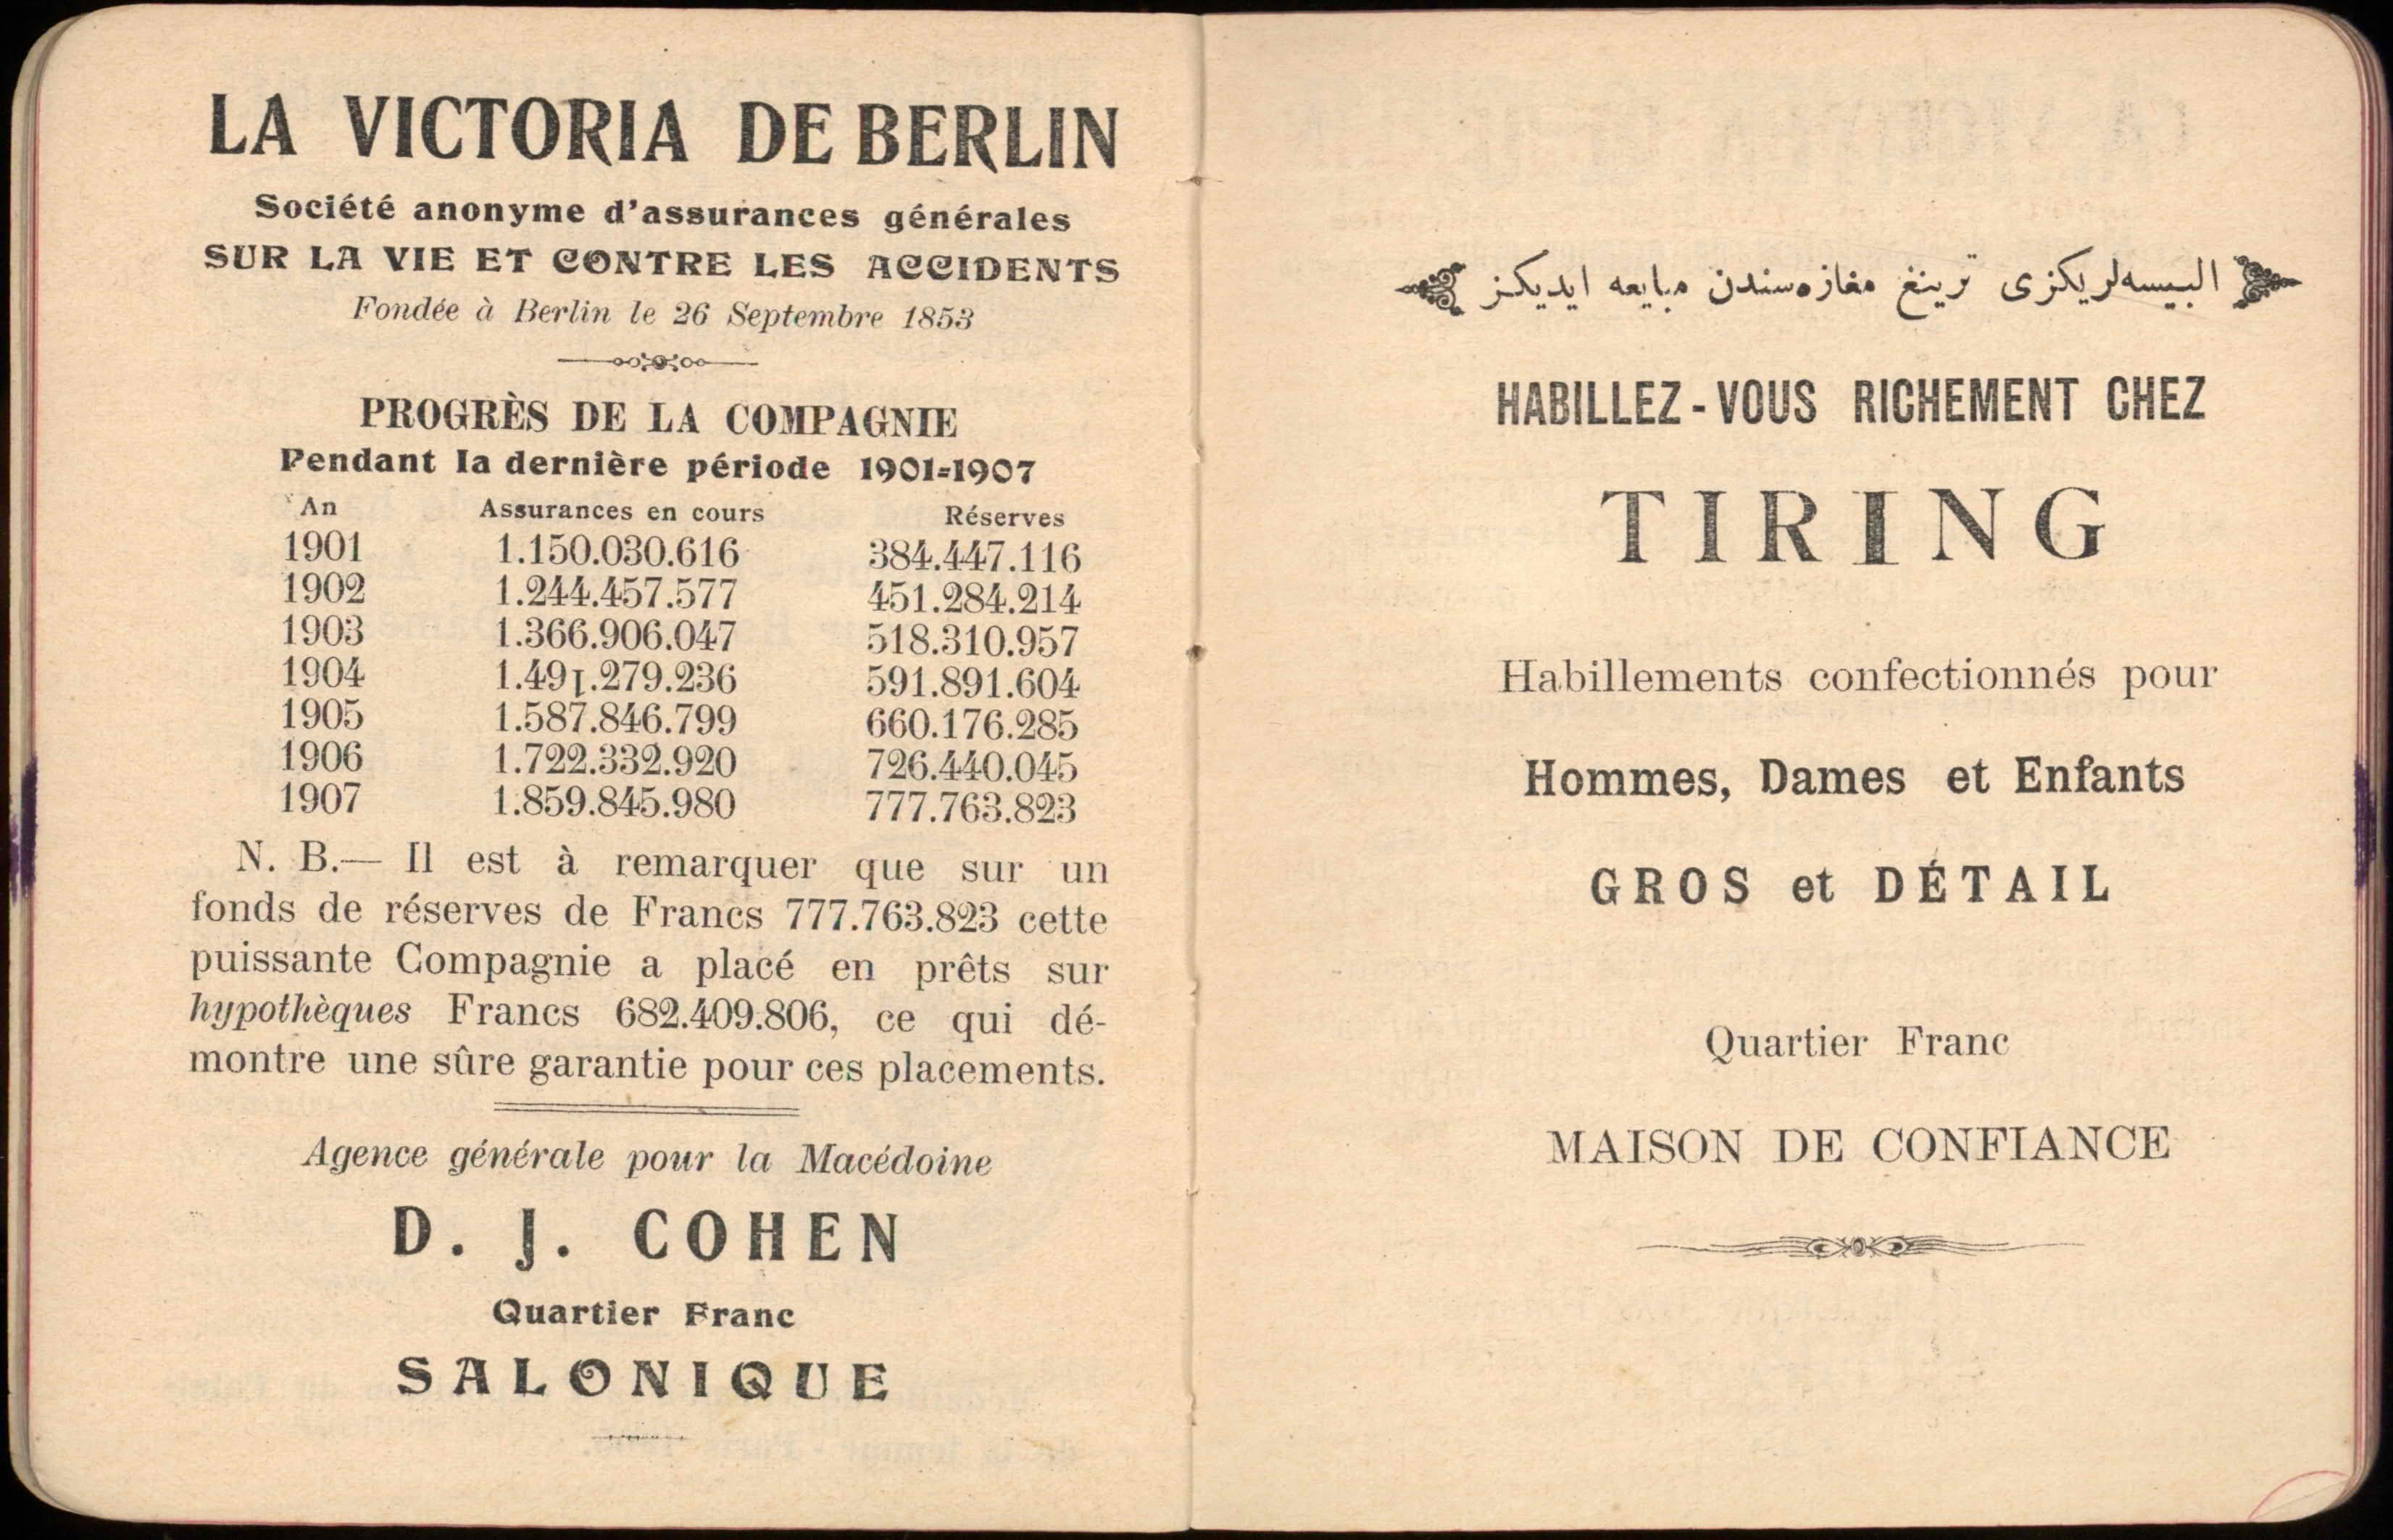 LA VICTORIA DE BERLIN
Société anonyme d'assurances générales
SUR LA VIE ET CONTRE LES ACCIDENTS
Fondée à Berlin le 26 Septembre 1853
PROGRÈS DE LA COMPAGNIE
Pendant la dernière période 1901-1907
An Assurances en cours Réserves
1901 1.150.030.616 384.447.116
1902 1.244.457.577 451.284.214
1903 1.366.906.047 518.310.957
1904 1.491.279.236 591.891.604
1905 1.587.846.799 660.176.285
1906 1.722.332.920 726.440.045
1907 1.859.845.980 777.763.823
N. B.— Il est à remarquer que sur un
fonds de réserves de Francs 777.763.823 cette
puissante Compagnie a placé en prêts sur
hypothèques Francs 682.409.806, ce qui dé-
montre une sûre garantie pour ces placements.
Agence générale pour la Macédoine
D. J. COHEN
Quartier Franc
SALONIQUE
البيسه‌لريكزى ترينغ مغازه‌سندن مبايعه ايديكز
HABILLEZ-VOUS RICHEMENT CHEZ
TIRING
Habillements confectionnés pour
Hommes, Dames et Enfants
GROS et DÉTAIL
Quartier Franc
MAISON DE CONFIANCE